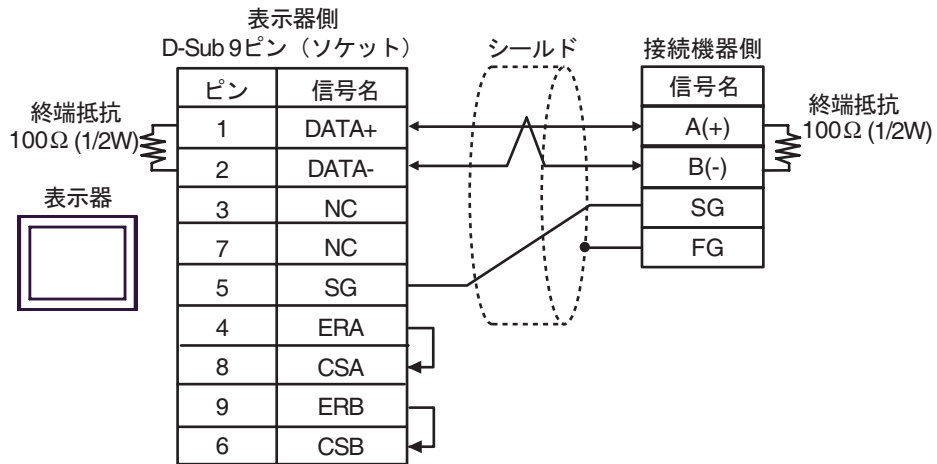 表示器側
D-Sub 9ピン（ソケット）
シールド
接続機器側
ピン 信号名
信号名
終端抵抗
100Ω (1/2W)
1 DATA+
A(+)
終端抵抗
100Ω (1/2W)
2 DATA-
B(-)
表示器
3 NC
SG
7 NC
FG
5 SG
4 ERA
8 CSA
9 ERB
6 CSB